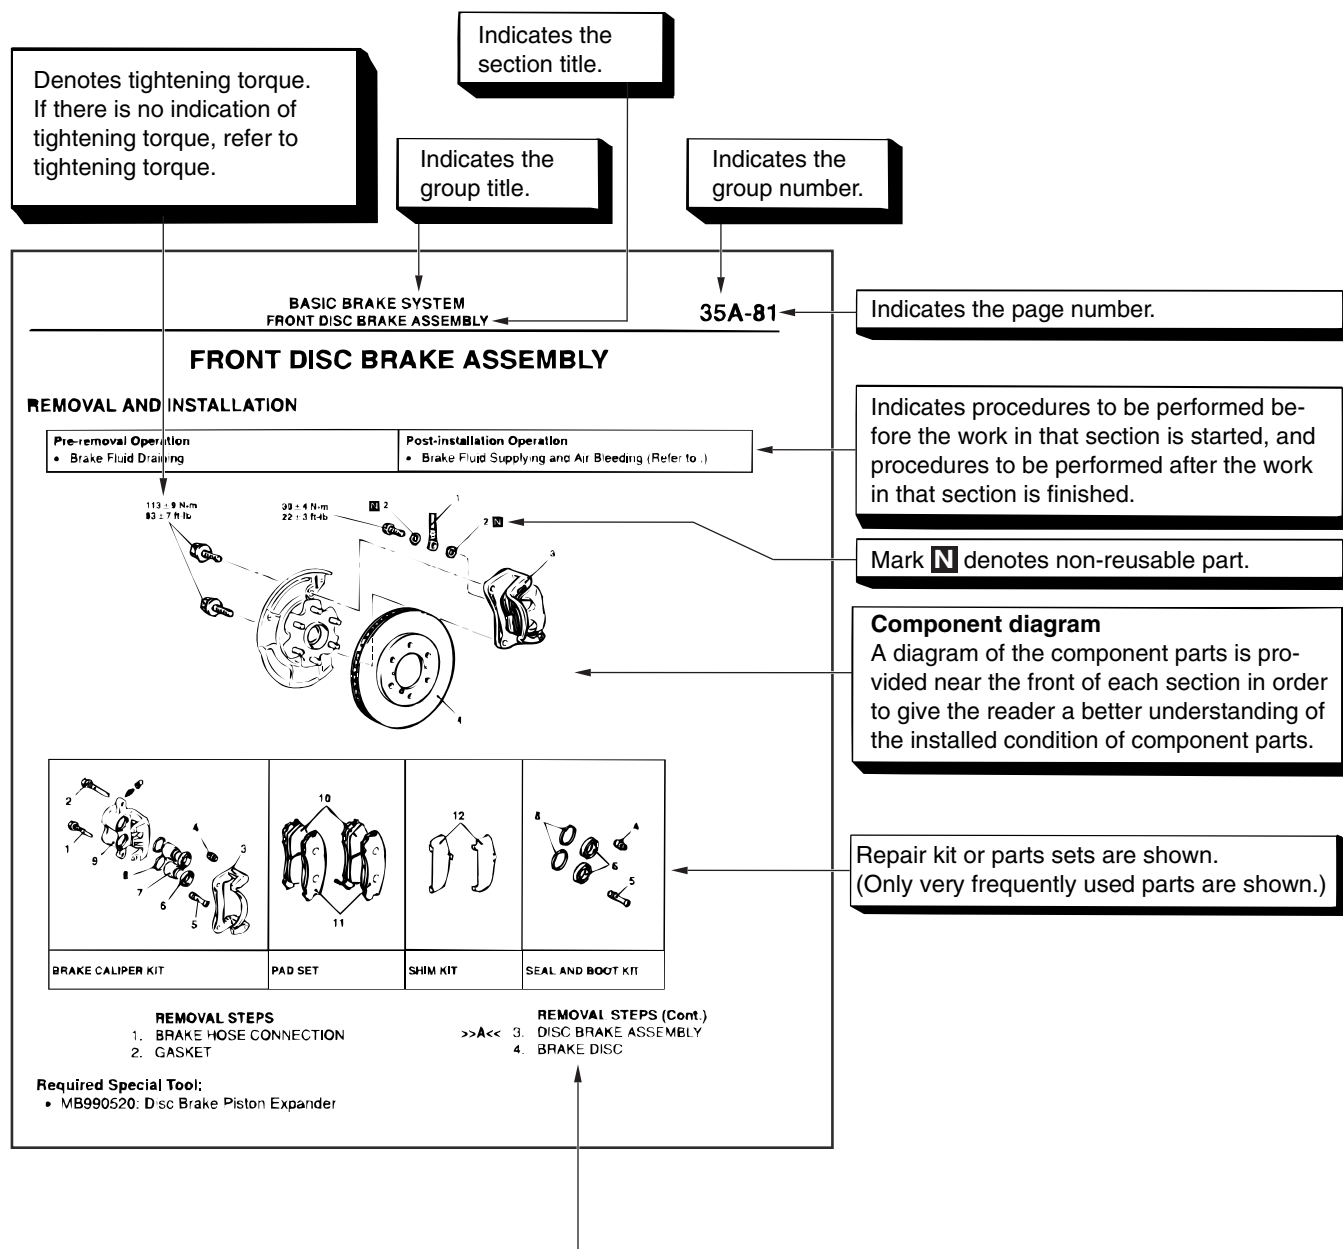 Indicates the
section title.
Denotes tightening torque.
If there is no indication of
tightening torque, refer to
tightening torque.
Indicates the
group title.
Indicates the
group number.
BASIC BRAKE SYSTEM
FRONT DISC BRAKE ASSEMBLY
35A-81
Indicates the page number.
FRONT DISC BRAKE ASSEMBLY
REMOVAL AND INSTALLATION
Pre-removal Operation
• Brake Fluid Draining
Post-installation Operation
• Brake Fluid Supplying and Air Bleeding (Refer to .)
Indicates procedures to be performed be-
fore the work in that section is started, and
procedures to be performed after the work
in that section is finished.
113 ± 9 N·m
83 ± 7 ft-lb
30 ± 4 N·m
22 ± 3 ft-lb
N 2
1
2 N
3
4
Mark N denotes non-reusable part.
Component diagram
A diagram of the component parts is pro-
vided near the front of each section in order
to give the reader a better understanding of
the installed condition of component parts.
2
1
9
8
7
6
5
4
3
BRAKE CALIPER KIT
10
11
PAD SET
12
SHIM KIT
8
4
6
5
SEAL AND BOOT KIT
Repair kit or parts sets are shown.
(Only very frequently used parts are shown.)
REMOVAL STEPS
1. BRAKE HOSE CONNECTION
2. GASKET
REMOVAL STEPS (Cont.)
>>A<< 3. DISC BRAKE ASSEMBLY
4. BRAKE DISC
Required Special Tool:
• MB990520: Disc Brake Piston Expander